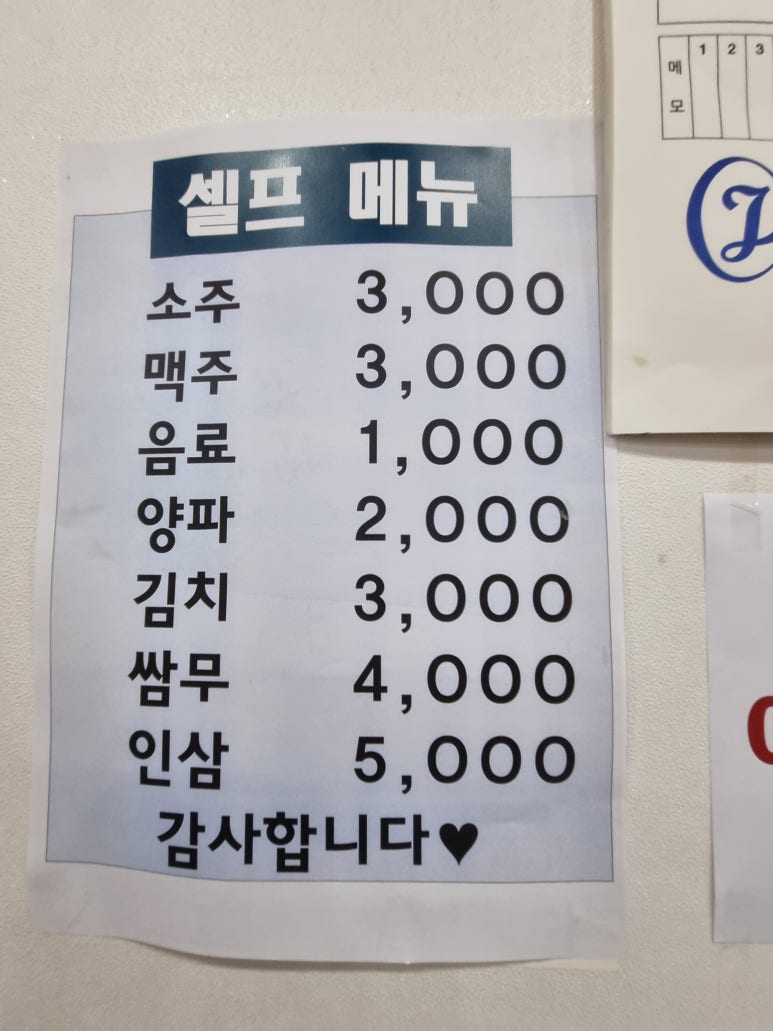 셀프 메뉴
소주 3,000
맥주 3,000
음료 1,000
양파 2,000
김치 3,000
쌈무 4,000
인삼 5,000
감사합니다♥
메모 1 2 3